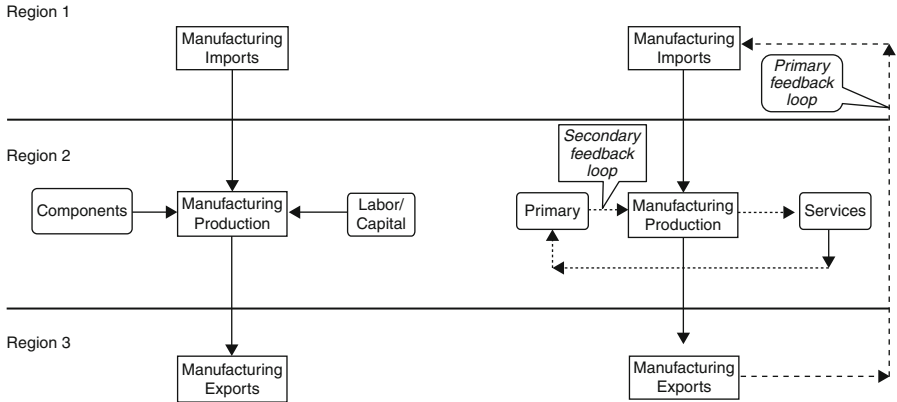 Region 1
Manufacturing
Imports
Manufacturing
Imports
Primary
feedback
loop
Region 2
Secondary
feedback
loop
Components
Manufacturing
Production
Labor/
Capital
Primary
Manufacturing
Production
Services
Region 3
Manufacturing
Exports
Manufacturing
Exports